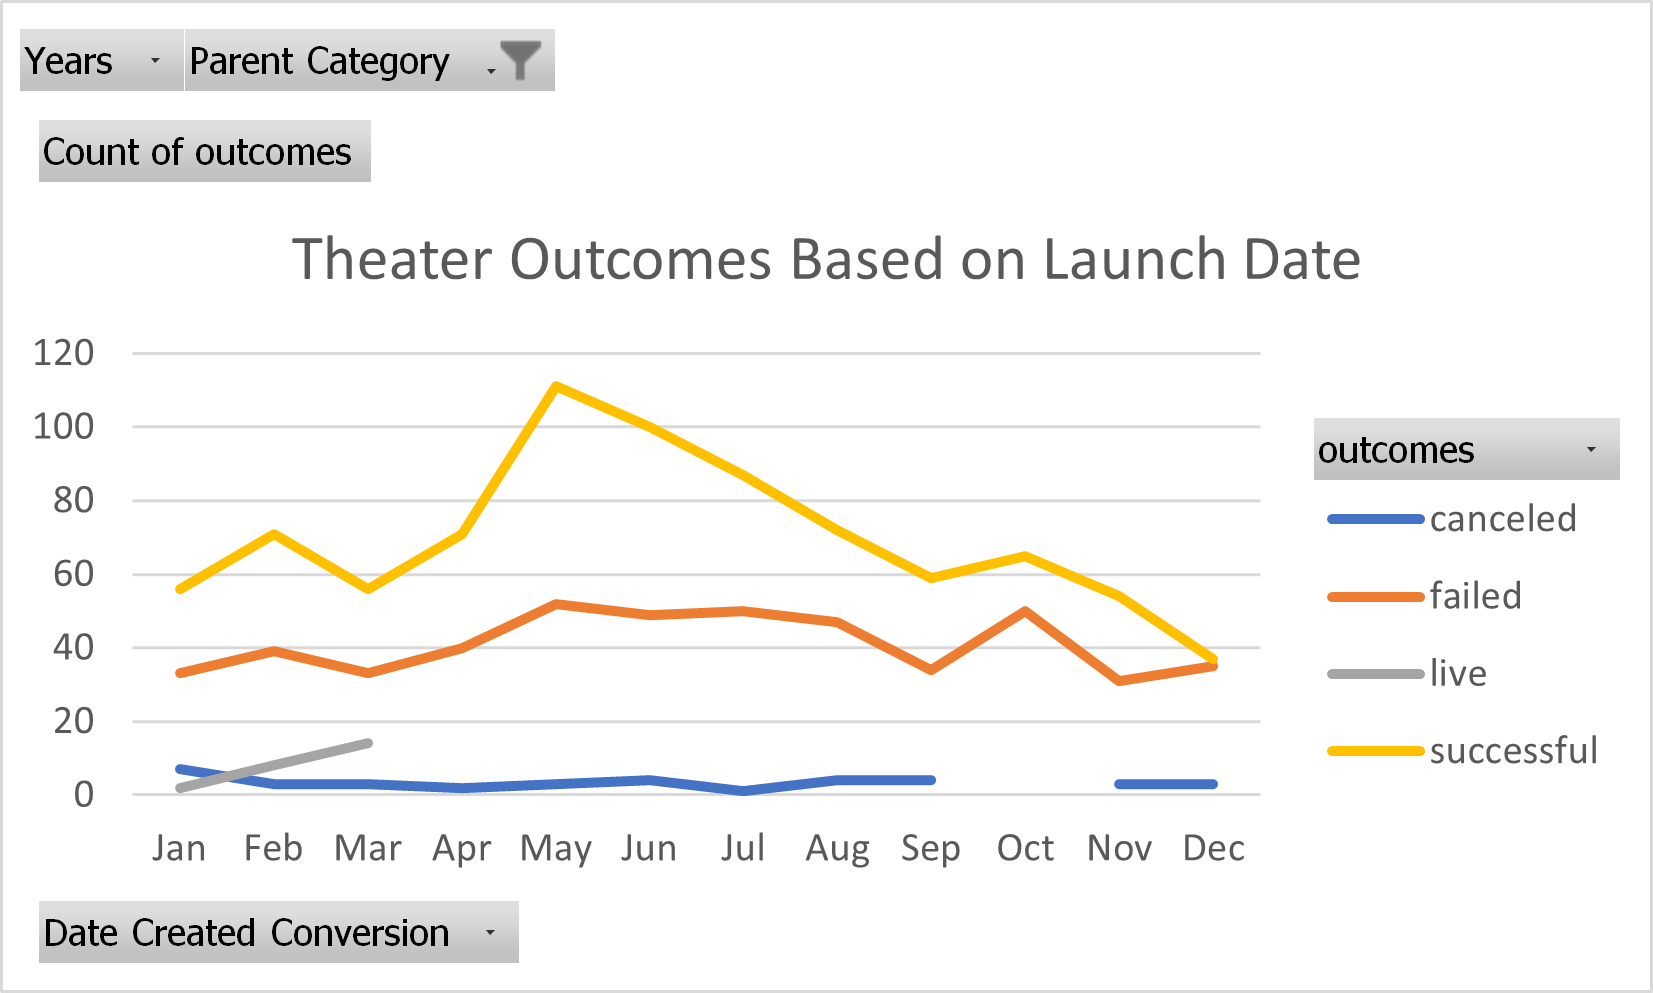 Years Parent Category
Count of outcomes
Theater Outcomes Based on Launch Date
120
100
80
60
40
20
0
Jan Feb Mar Apr May Jun Jul Aug Sep Oct Nov Dec
outcomes
canceled
failed
live
successful
Date Created Conversion